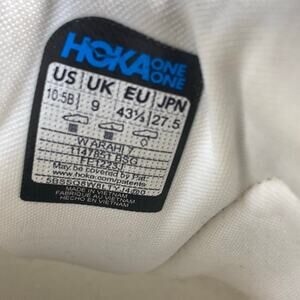 HOKA ONE ONE
US UK EU JPN
10.5B 9 43⅓ 27.5
W ARAHI 7
May be covered by Pat.
www.hoka.com/patents
MADE IN VIETNAM
FABRIQUÉ AU VIETNAM
HECHO EN VIETNAM